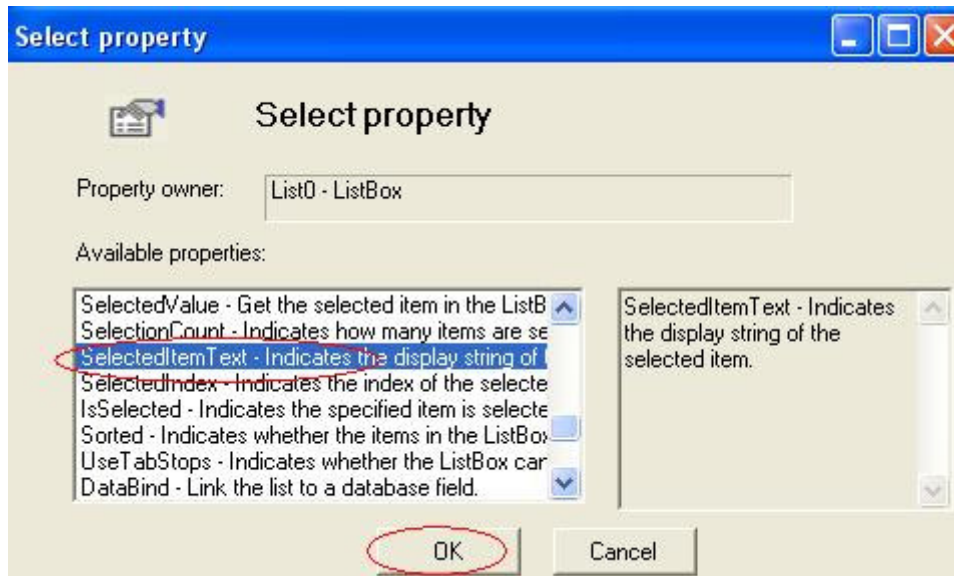 Select property
Select property
Property owner:
List0 - ListBox
Available properties:
SelectedValue - Get the selected item in the ListB
SelectionCount - Indicates how many items are se
SelectedItemText - Indicates the display string of
SelectedIndex - Indicates the index of the selecte
IsSelected - Indicates the specified item is selecte
Sorted - Indicates whether the items in the ListBox
UseTabStops - Indicates whether the ListBox can
DataBind - Link the list to a database field.
SelectedItemText - Indicates
the display string of the
selected item.
OK
Cancel